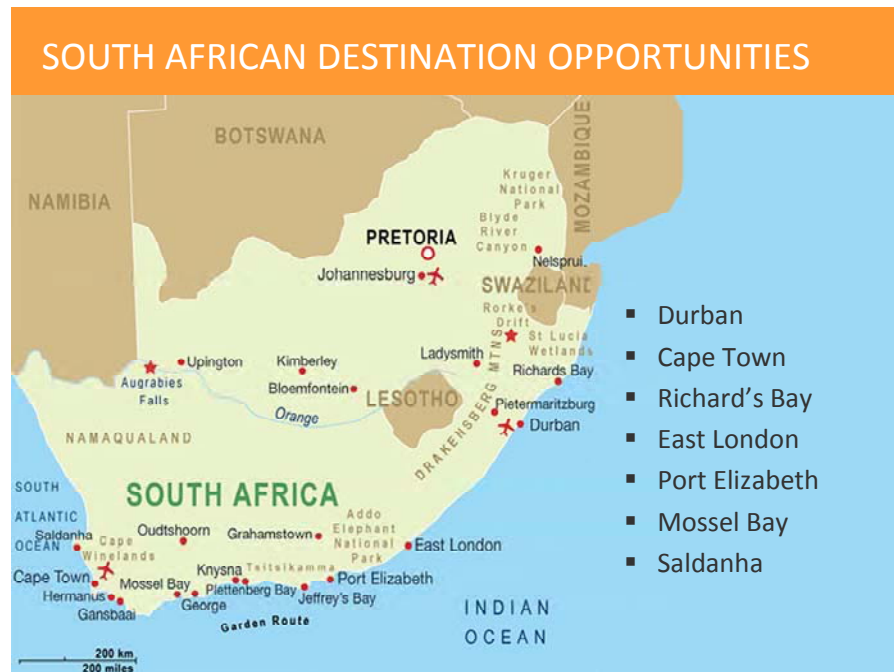 SOUTH AFRICAN DESTINATION OPPORTUNITIES
BOTSWANA
NAMIBIA
MOZAMBIQUE
Kruger
National
Park
Blyde
River
Canyon
PRETORIA
Nelsprui.
Johannesburg
SWAZILAND
Rorke's
Drift
St Lucia
Wetlands
Upington
Kimberley
Ladysmith
Augrabies
Falls
Bloemfontein
Richards Bay
LESOTHO
Orange
DRAKENSBERG MTNS
Pietermaritzburg
Durban
NAMAQUALAND
SOUTH AFRICA
SOUTH
ATLANTIC
OCEAN
Saldanha
Cape
Winelands
Oudtshoorn
Grahamstown
Addo
Elephant
National
Park
East London
Cape Town
Mossel Bay
Knysna
Tsitsikamma
Port Elizabeth
Hermanus
George
Plettenberg Bay
Jeffrey's Bay
Gansbaai
Garden Route
INDIAN
OCEAN
200 km
200 miles
▪ Durban
▪ Cape Town
▪ Richard's Bay
▪ East London
▪ Port Elizabeth
▪ Mossel Bay
▪ Saldanha